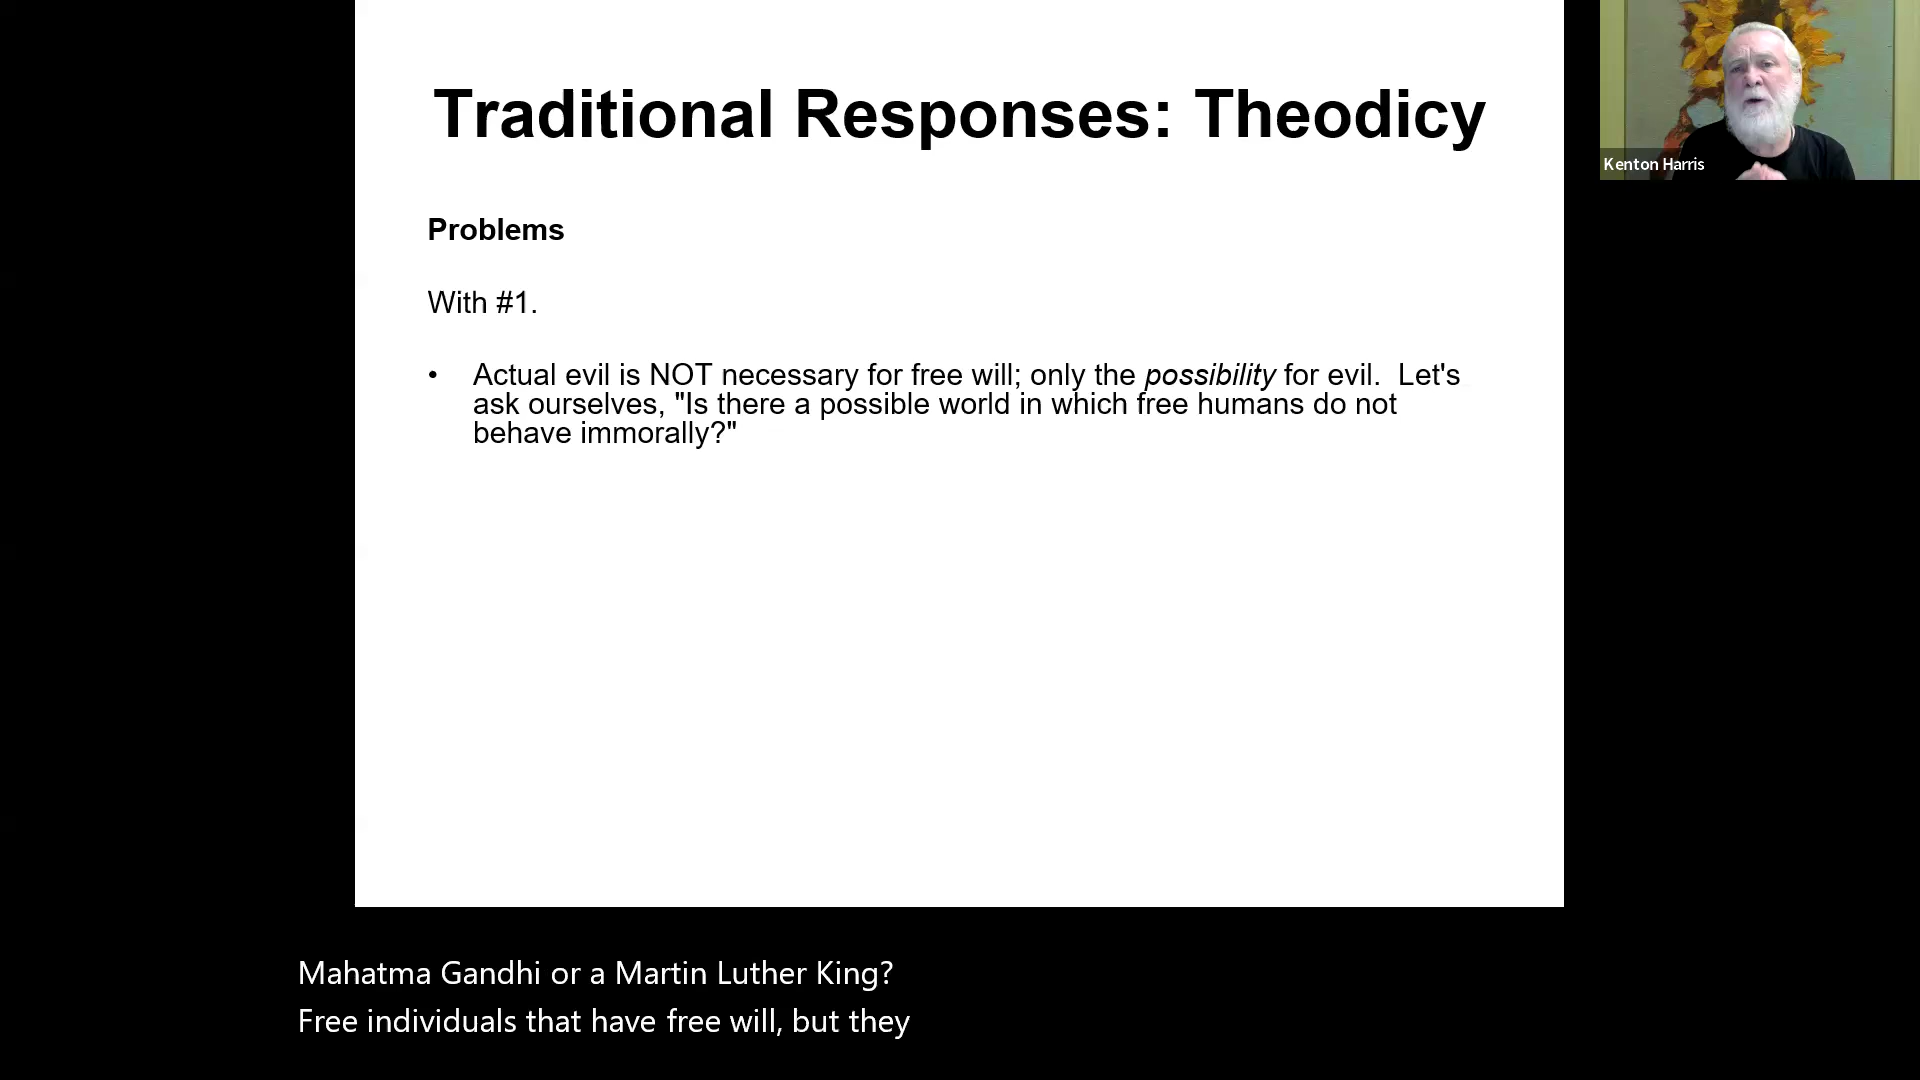 Traditional Responses: Theodicy
Kenton Harris
Problems
With #1.
• Actual evil is NOT necessary for free will; only the possibility for evil.  Let's
ask ourselves, "Is there a possible world in which free humans do not
behave immorally?"
Mahatma Gandhi or a Martin Luther King?
Free individuals that have free will, but they